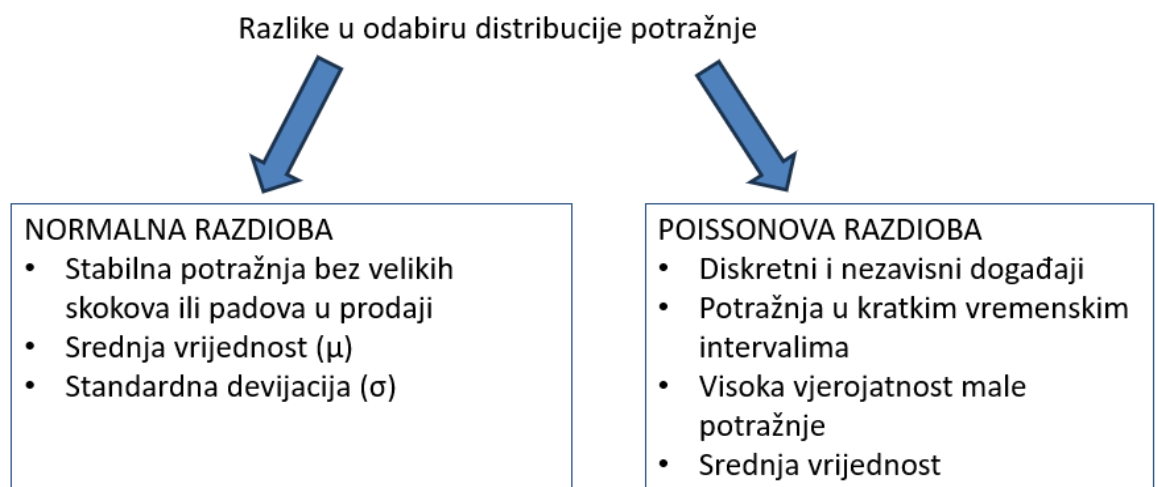 Razlike u odabiru distribucije potražnje
NORMALNA RAZDIOBA
• Stabilna potražnja bez velikih
skokova ili padova u prodaji
• Srednja vrijednost (μ)
• Standardna devijacija (σ)
POISSONOVA RAZDIOBA
• Diskretni i nezavisni događaji
• Potražnja u kratkim vremenskim
intervalima
• Visoka vjerojatnost male
potražnje
• Srednja vrijednost